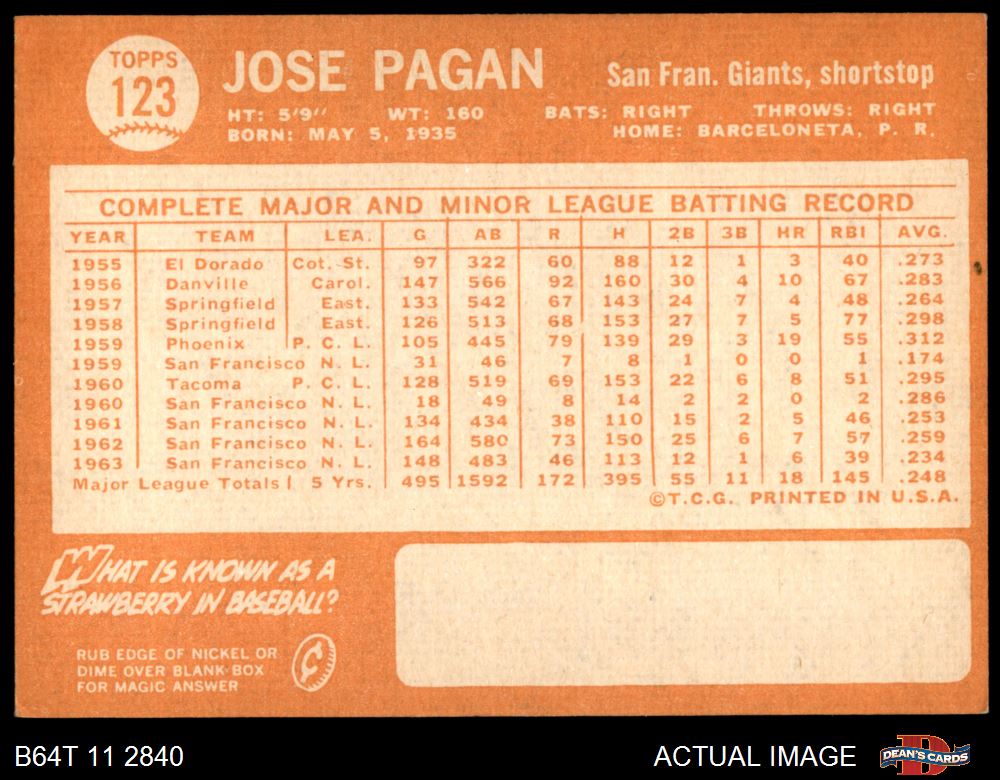 TOPPS
123
JOSE PAGAN
San Fran. Giants, shortstop
HT: 5'9" WT: 160 BATS: RIGHT THROWS: RIGHT
BORN: MAY 5, 1935 HOME: BARCELONETA, P. R.
COMPLETE MAJOR AND MINOR LEAGUE BATTING RECORD
YEAR TEAM LEA. G AB R H 2B 3B HR RBI AVG.
1955 El Dorado Cot. St. 97 322 60 88 12 1 3 40 .273
1956 Danville Carol. 147 566 92 160 30 4 10 67 .283
1957 Springfield East. 133 542 67 143 24 7 4 48 .264
1958 Springfield East. 126 513 68 153 27 7 5 77 .298
1959 Phoenix P. C. L. 105 445 79 139 29 3 19 55 .312
1959 San Francisco N. L. 31 46 7 8 1 0 0 1 .174
1960 Tacoma P. C. L. 128 519 69 153 22 6 8 51 .295
1960 San Francisco N. L. 18 49 8 14 2 2 0 2 .286
1961 San Francisco N. L. 134 434 38 110 15 2 5 46 .253
1962 San Francisco N. L. 164 580 73 150 25 6 7 57 .259
1963 San Francisco N. L. 148 483 46 113 12 1 6 39 .234
Major League Totals 5 Yrs. 495 1592 172 395 55 11 18 145 .248
©T.C.G. PRINTED IN U.S.A.
WHAT IS KNOWN AS A
STRAWBERRY IN BASEBALL?
RUB EDGE OF NICKEL OR
DIME OVER BLANK BOX
FOR MAGIC ANSWER
¢
B64T 11 2840
ACTUAL IMAGE
DEAN'S CARDS